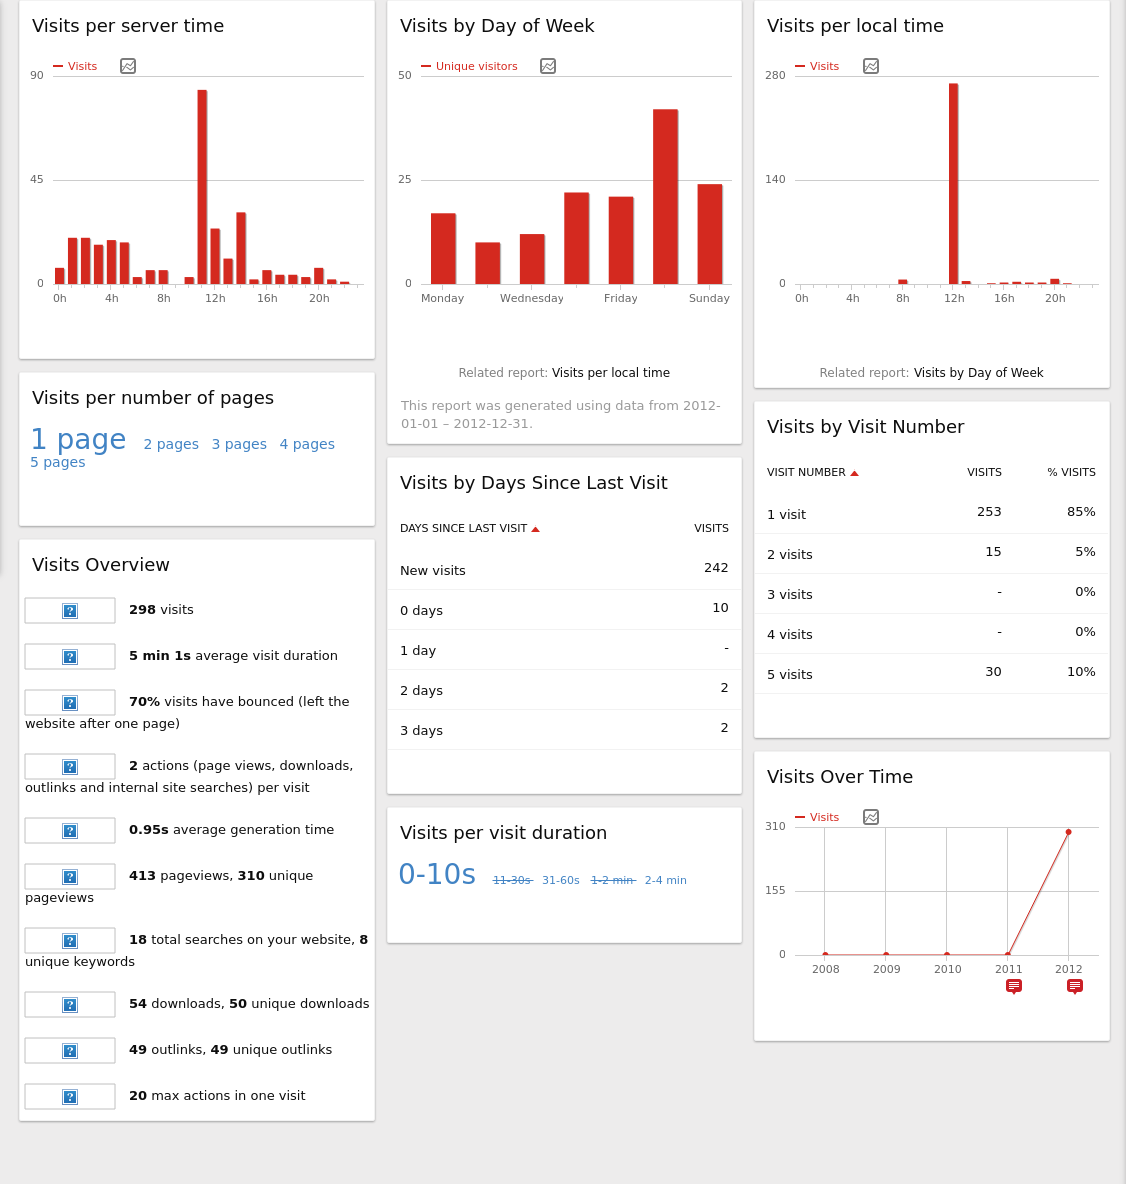 Visits per server time
Visits
90
45
0
0h 4h 8h 12h 16h 20h
Visits per number of pages
1 page 2 pages 3 pages 4 pages
5 pages
Visits Overview
298 visits
5 min 1s average visit duration
70% visits have bounced (left the
website after one page)
2 actions (page views, downloads,
outlinks and internal site searches) per visit
0.95s average generation time
413 pageviews, 310 unique
pageviews
18 total searches on your website, 8
unique keywords
54 downloads, 50 unique downloads
49 outlinks, 49 unique outlinks
20 max actions in one visit
Visits by Day of Week
Unique visitors
50
25
0
Monday Wednesday Friday Sunday
Related report: Visits per local time
This report was generated using data from 2012-
01-01 – 2012-12-31.
Visits by Days Since Last Visit
DAYS SINCE LAST VISIT VISITS
New visits 242
0 days 10
1 day -
2 days 2
3 days 2
Visits per visit duration
0-10s 11-30s 31-60s 1-2 min 2-4 min
Visits per local time
Visits
280
140
0
0h 4h 8h 12h 16h 20h
Related report: Visits by Day of Week
Visits by Visit Number
VISIT NUMBER VISITS % VISITS
1 visit 253 85%
2 visits 15 5%
3 visits - 0%
4 visits - 0%
5 visits 30 10%
Visits Over Time
Visits
310
155
0
2008 2009 2010 2011 2012